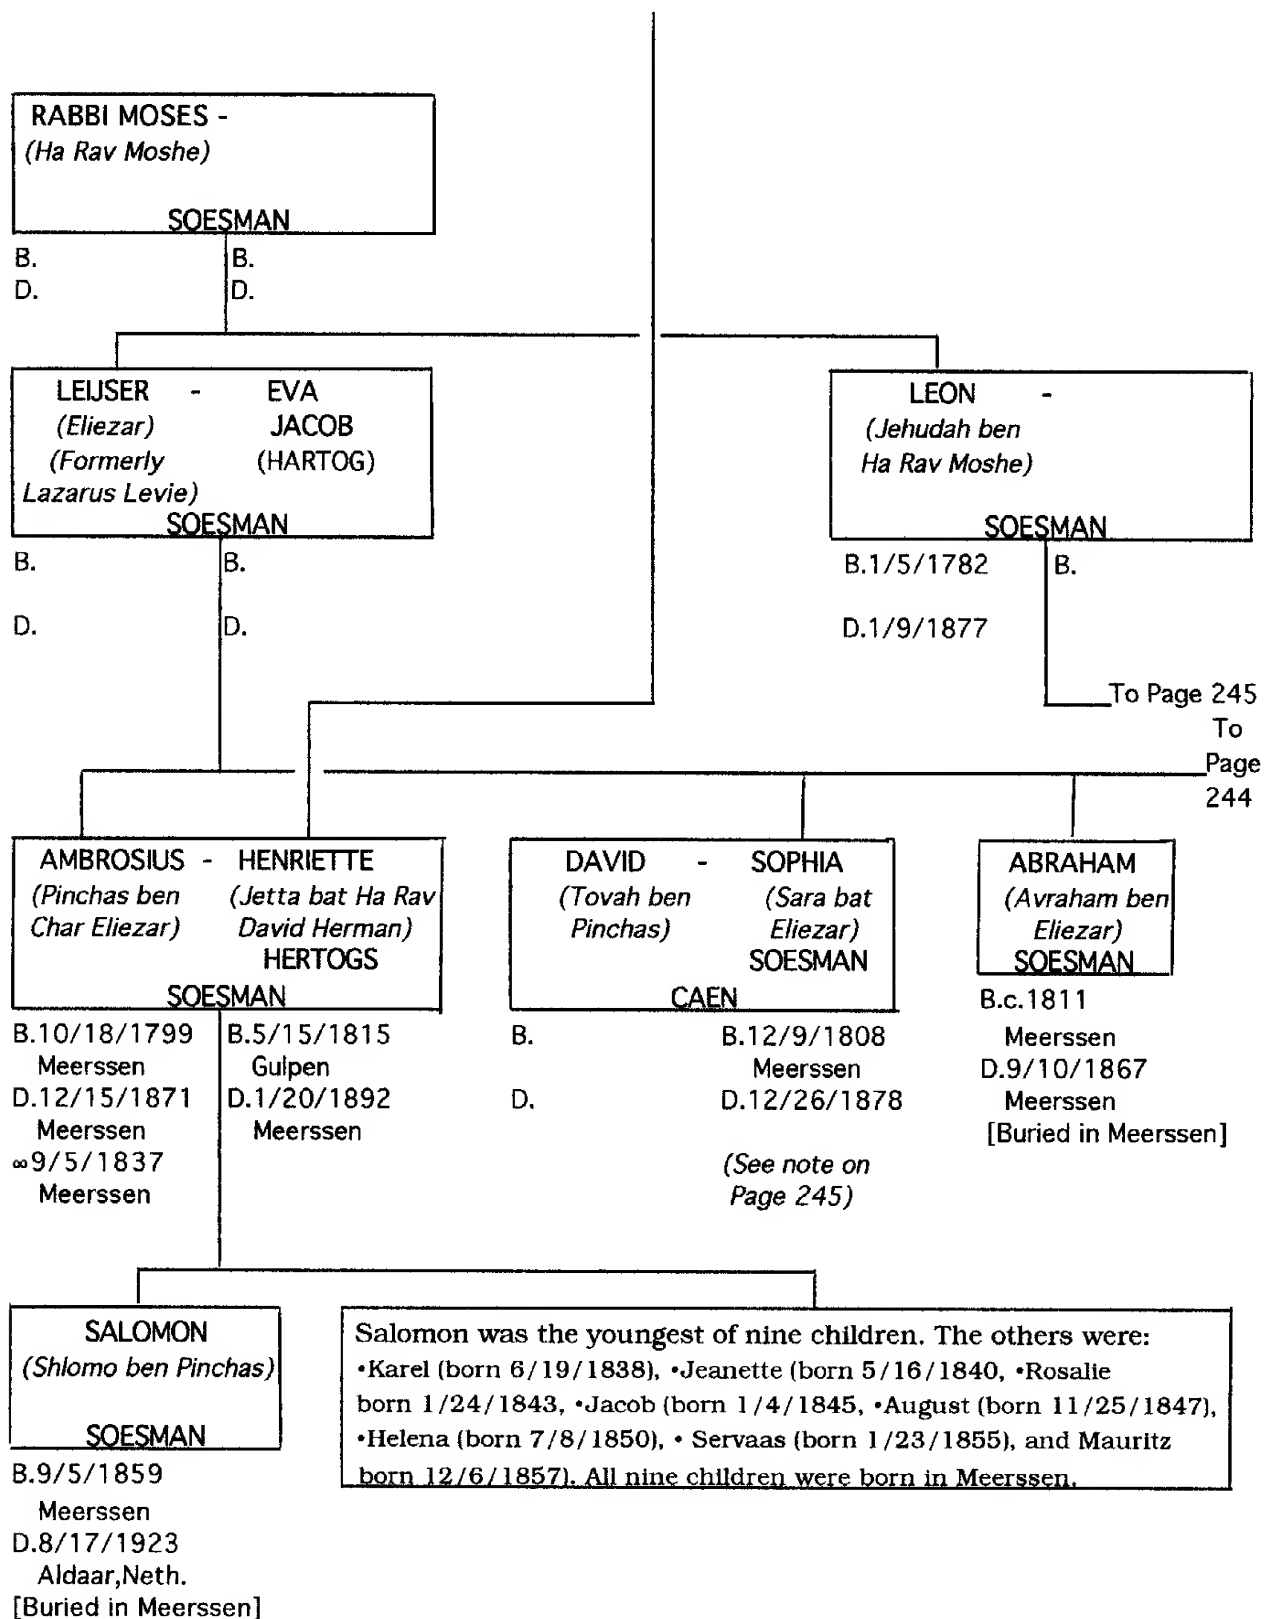 RABBI MOSES -
(Ha Rav Moshe)
SOESMAN
B. B.
D. D.
LEIJSER - EVA
(Eliezar) JACOB
(Formerly (HARTOG)
Lazarus Levie)
SOESMAN
B. B.
D. D.
LEON -
(Jehudah ben
Ha Rav Moshe)
SOESMAN
B.1/5/1782 B.
D.1/9/1877
To Page 245
To
Page
244
AMBROSIUS - HENRIETTE
(Pinchas ben (Jetta bat Ha Rav
Char Eliezar) David Herman)
HERTOGS
SOESMAN
B.10/18/1799 B.5/15/1815
Meerssen Gulpen
D.12/15/1871 D.1/20/1892
Meerssen Meerssen
∞9/5/1837
Meerssen
DAVID - SOPHIA
(Tovah ben (Sara bat
Pinchas) Eliezar)
SOESMAN
CAEN
B. B.12/9/1808
Meerssen
D. D.12/26/1878
(See note on
Page 245)
ABRAHAM
(Avraham ben
Eliezar)
SOESMAN
B.c.1811
Meerssen
D.9/10/1867
Meerssen
[Buried in Meerssen]
SALOMON
(Shlomo ben Pinchas)
SOESMAN
B.9/5/1859
Meerssen
D.8/17/1923
Aldaar,Neth.
[Buried in Meerssen]
Salomon was the youngest of nine children. The others were:
•Karel (born 6/19/1838), •Jeanette (born 5/16/1840, •Rosalie
born 1/24/1843, •Jacob (born 1/4/1845, •August (born 11/25/1847),
•Helena (born 7/8/1850), • Servaas (born 1/23/1855), and Mauritz
born 12/6/1857). All nine children were born in Meerssen.